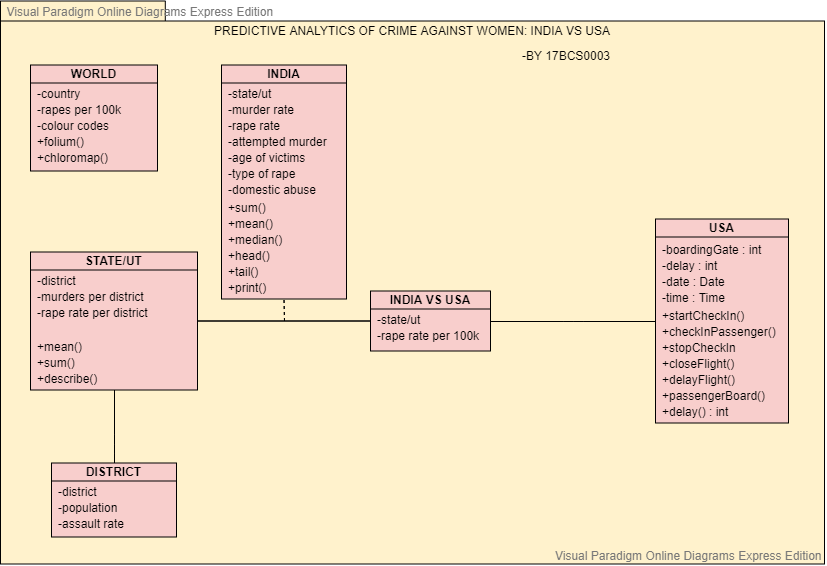 Visual Paradigm Online Diagrams Express Edition
PREDICTIVE ANALYTICS OF CRIME AGAINST WOMEN: INDIA VS USA
-BY 17BCS0003
WORLD
-country
-rapes per 100k
-colour codes
+folium()
+chloromap()
INDIA
-state/ut
-murder rate
-rape rate
-attempted murder
-age of victims
-type of rape
-domestic abuse
+sum()
+mean()
+median()
+head()
+tail()
+print()
STATE/UT
-district
-murders per district
-rape rate per district
+mean()
+sum()
+describe()
INDIA VS USA
-state/ut
-rape rate per 100k
USA
-boardingGate : int
-delay : int
-date : Date
-time : Time
+startCheckIn()
+checkInPassenger()
+stopCheckIn
+closeFlight()
+delayFlight()
+passengerBoard()
+delay() : int
DISTRICT
-district
-population
-assault rate
Visual Paradigm Online Diagrams Express Edition